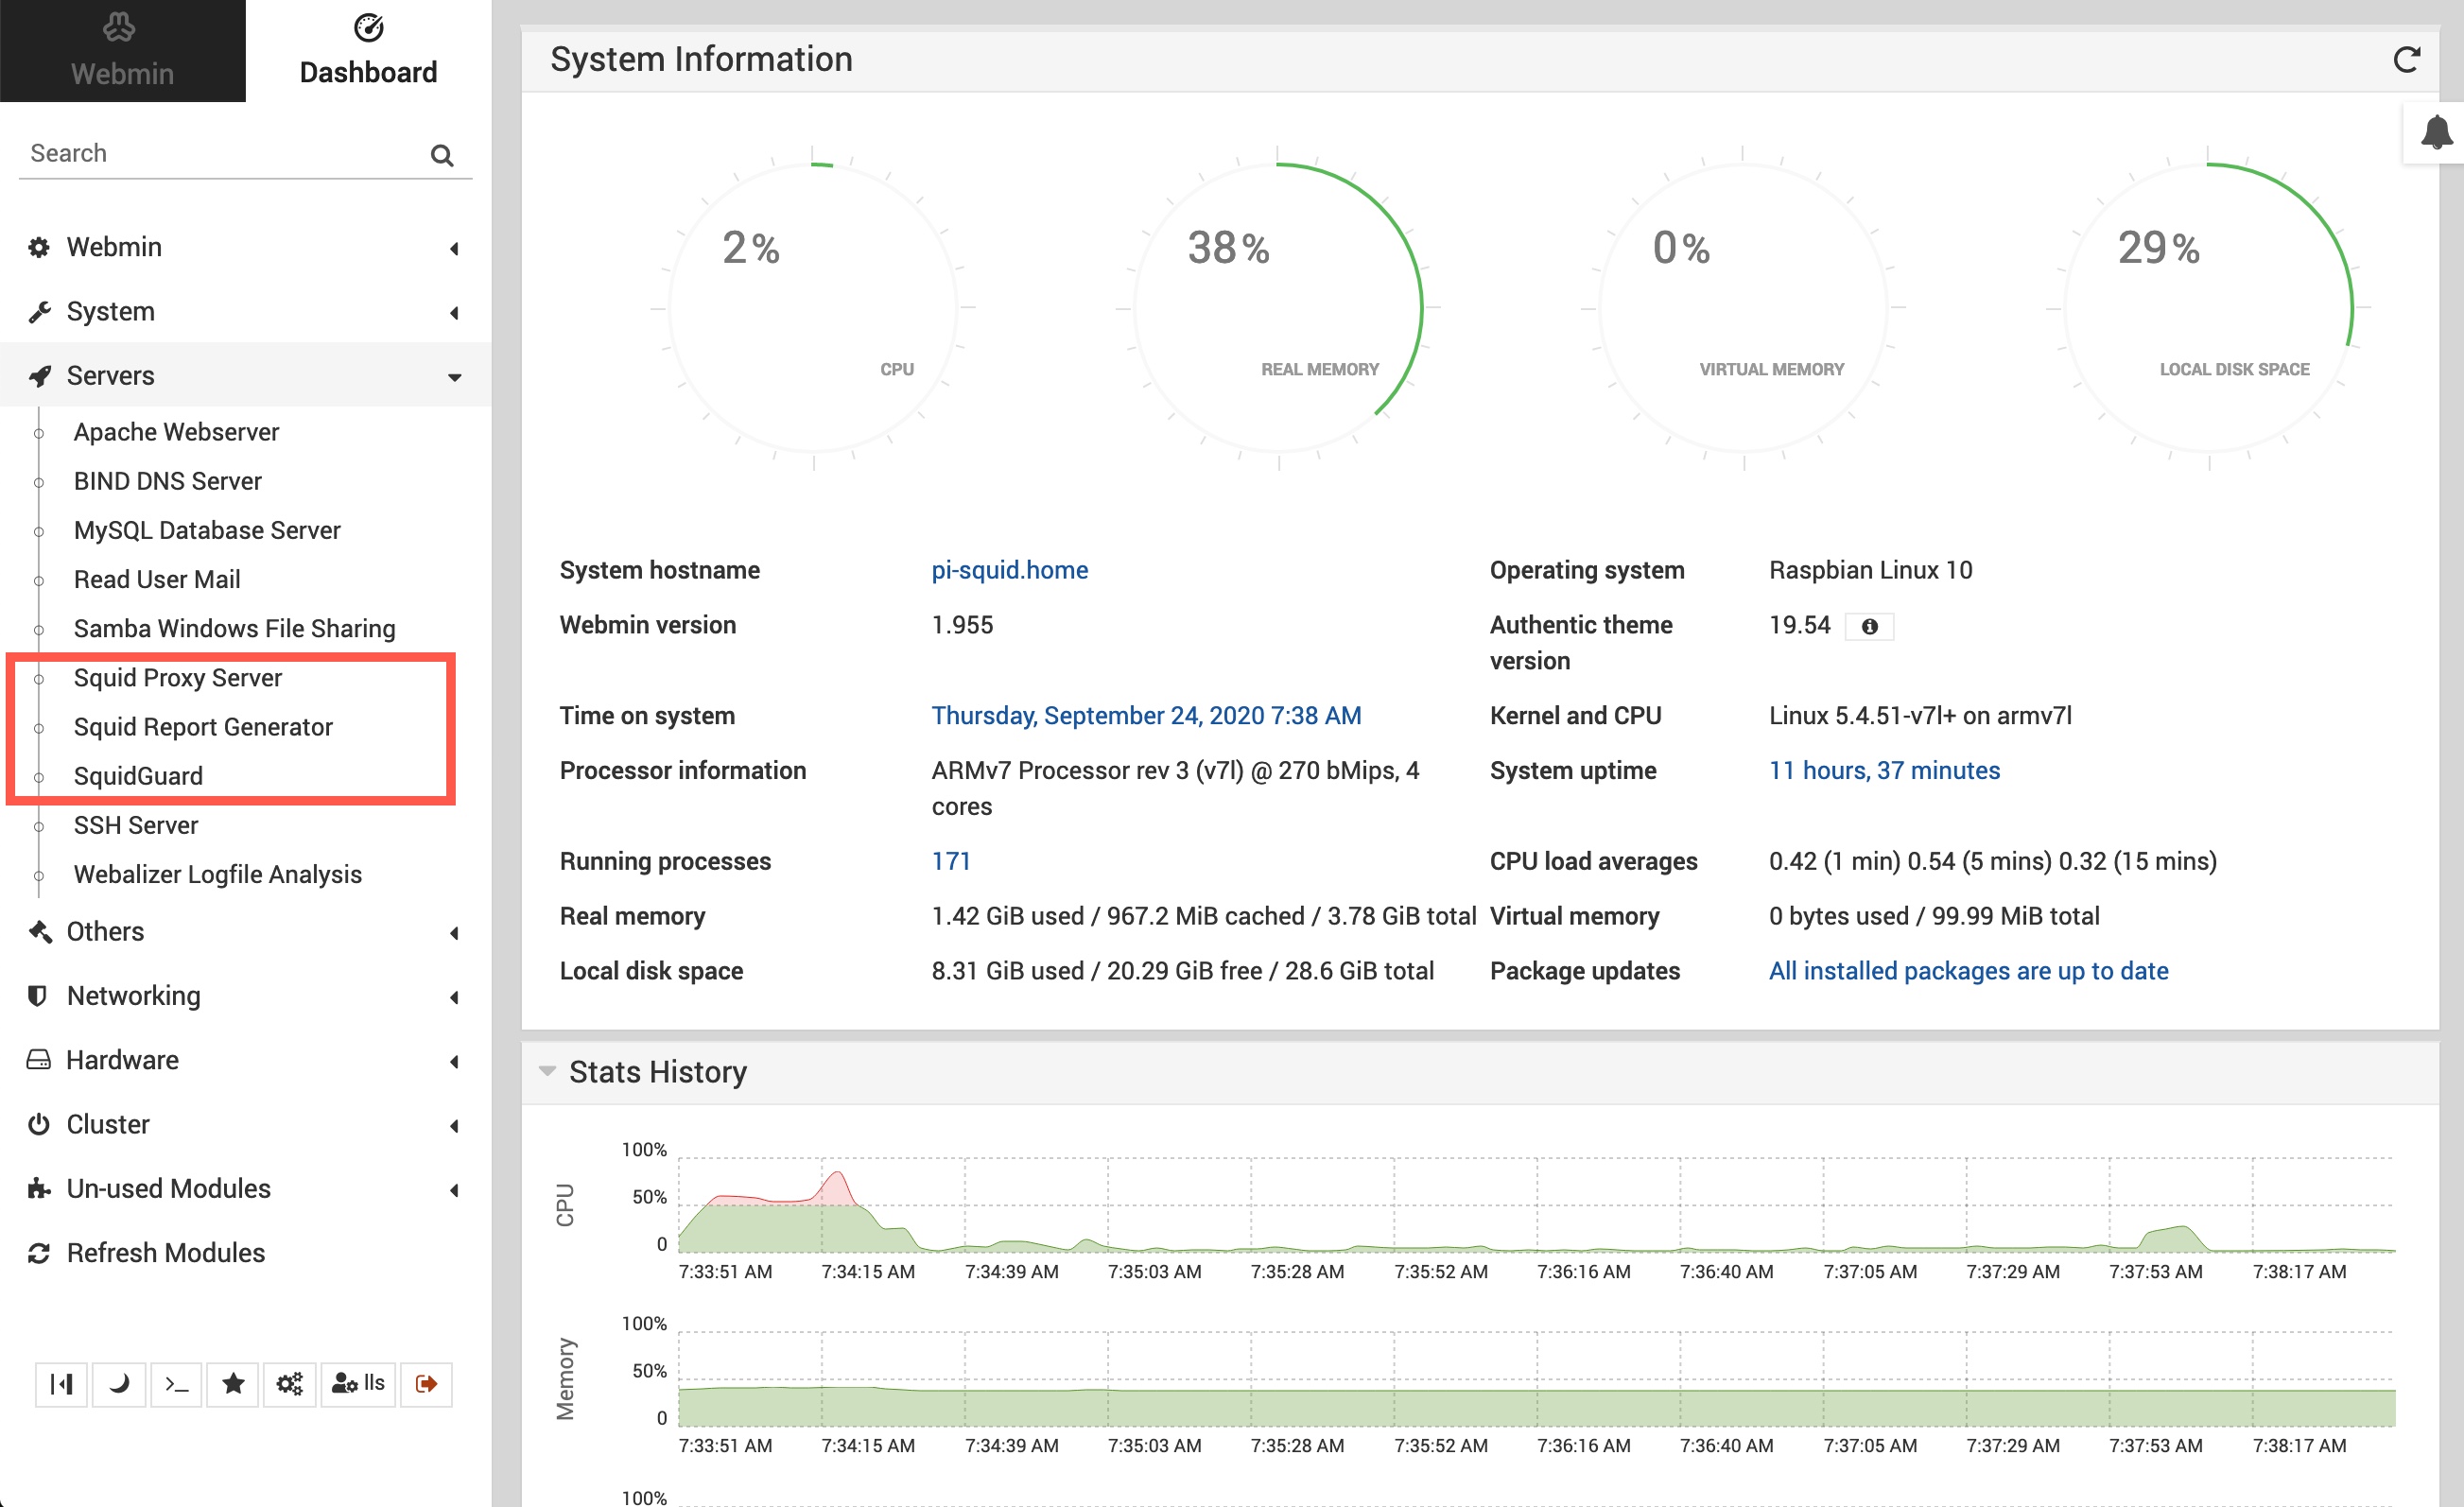 Webmin
Dashboard
Search
Webmin
System
Servers
Apache Webserver
BIND DNS Server
MySQL Database Server
Read User Mail
Samba Windows File Sharing
Squid Proxy Server
Squid Report Generator
SquidGuard
SSH Server
Webalizer Logfile Analysis
Others
Networking
Hardware
Cluster
Un-used Modules
Refresh Modules
lls
System Information
2%
CPU
38%
REAL MEMORY
0%
VIRTUAL MEMORY
29%
LOCAL DISK SPACE
System hostname pi-squid.home Operating system Raspbian Linux 10
Webmin version 1.955 Authentic theme 19.54
version
Time on system Thursday, September 24, 2020 7:38 AM Kernel and CPU Linux 5.4.51-v7l+ on armv7l
Processor information ARMv7 Processor rev 3 (v7l) @ 270 bMips, 4 System uptime 11 hours, 37 minutes
cores
Running processes 171 CPU load averages 0.42 (1 min) 0.54 (5 mins) 0.32 (15 mins)
Real memory 1.42 GiB used / 967.2 MiB cached / 3.78 GiB total Virtual memory 0 bytes used / 99.99 MiB total
Local disk space 8.31 GiB used / 20.29 GiB free / 28.6 GiB total Package updates All installed packages are up to date
Stats History
CPU
100%
50%
0
7:33:51 AM 7:34:15 AM 7:34:39 AM 7:35:03 AM 7:35:28 AM 7:35:52 AM 7:36:16 AM 7:36:40 AM 7:37:05 AM 7:37:29 AM 7:37:53 AM 7:38:17 AM
Memory
100%
50%
0
7:33:51 AM 7:34:15 AM 7:34:39 AM 7:35:03 AM 7:35:28 AM 7:35:52 AM 7:36:16 AM 7:36:40 AM 7:37:05 AM 7:37:29 AM 7:37:53 AM 7:38:17 AM
100%